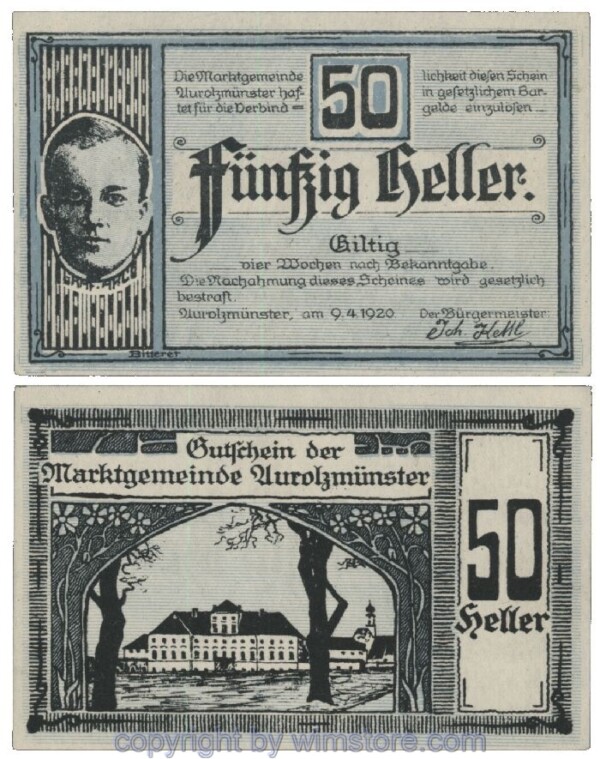 Die Marktgemeinde
Aurolzmünster haf-
tet für die Verbind=
50
lichkeit diesen Schein
in gesetzlichem Bar-
gelde einzulösen
Fünfzig Heller.
Giltig
vier Wochen nach Bekanntgabe.
Die Nachahmung dieses Scheines wird gesetzlich
bestraft.
Aurolzmünster, am 9.4.1920. Der Bürgermeister
GRAF. ARCO
Gutschein der
Marktgemeinde Aurolzmünster
50
Heller
copyright by wimstore.com